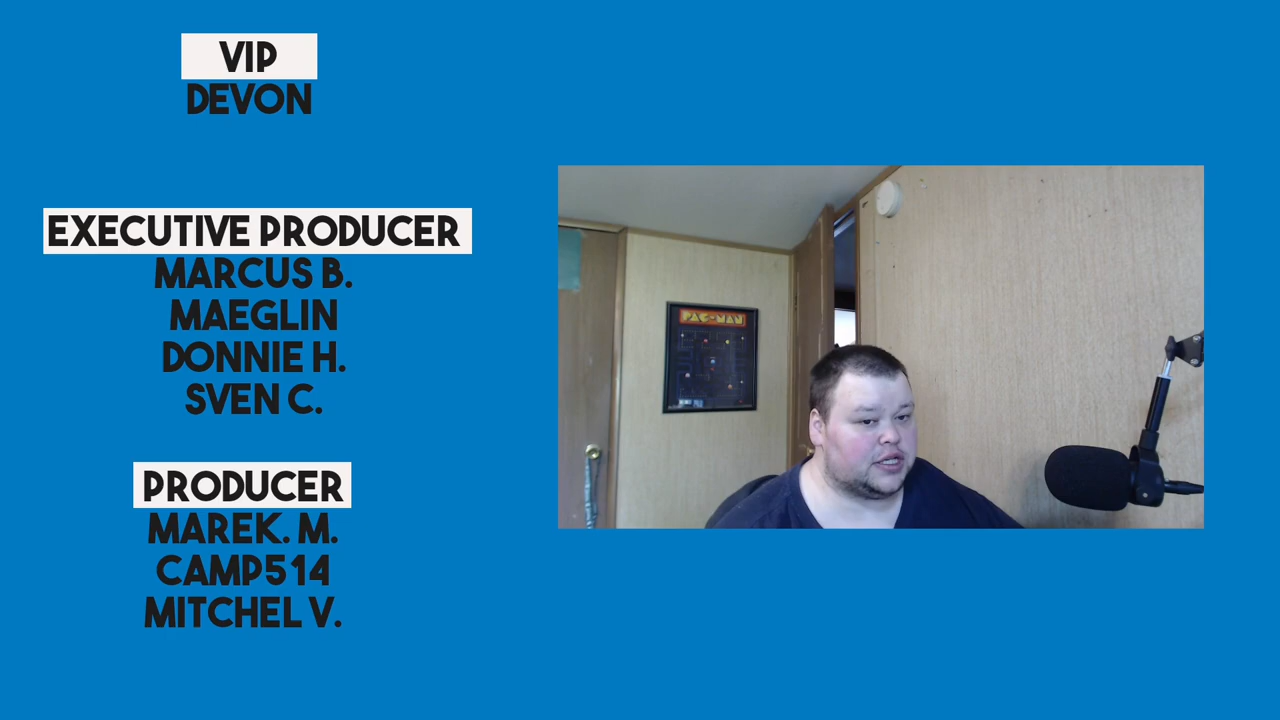 VIP
DEVON
EXECUTIVE PRODUCER
MARCUS B.
MAEGLIN
DONNIE H.
SVEN C.
PRODUCER
MAREK. M.
CAMP514
MITCHEL V.
PAC-MAN